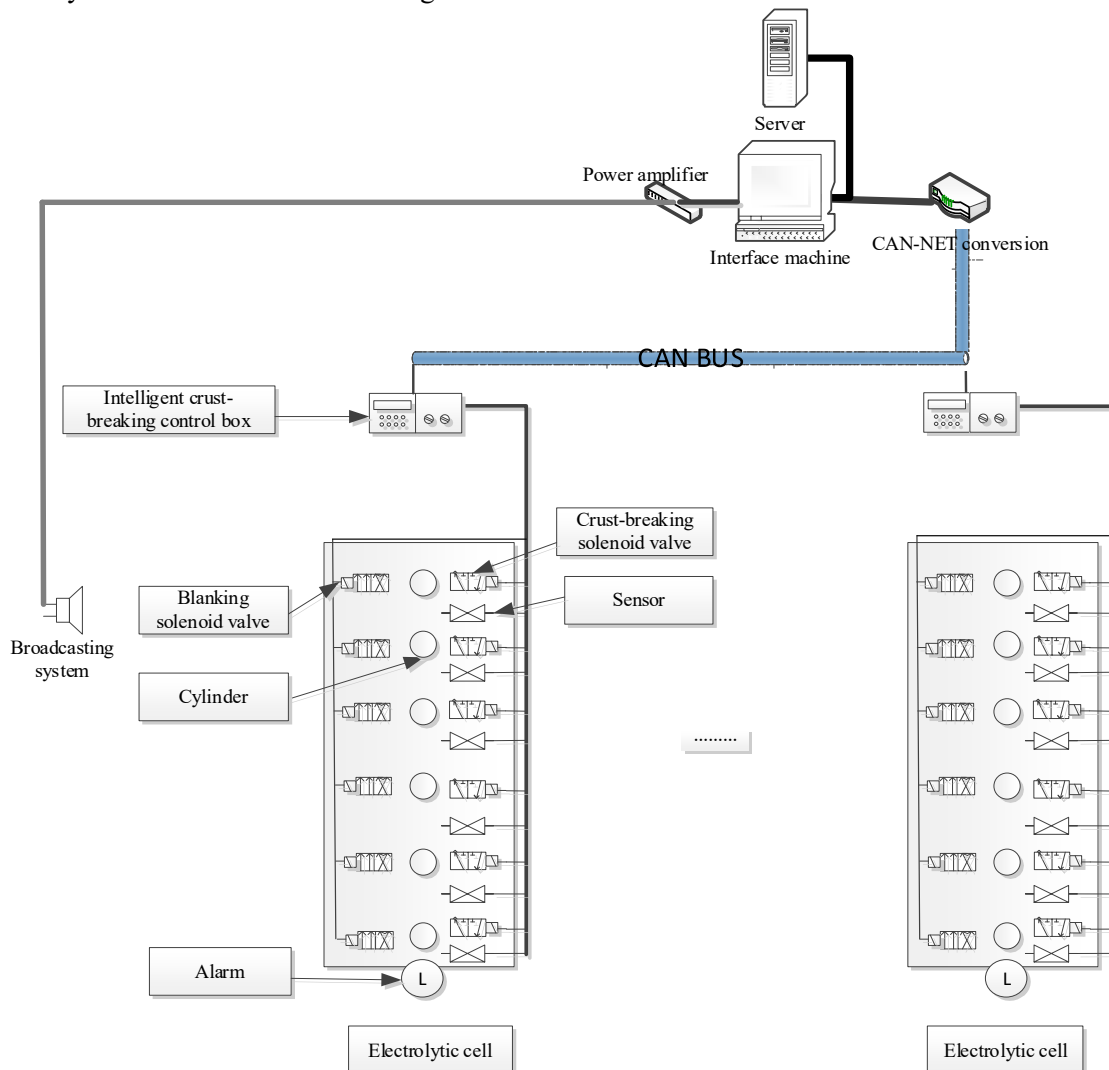 Server
Power amplifier
Interface machine
CAN-NET conversion
CAN BUS
Intelligent crust-
breaking control box
Crust-breaking
solenoid valve
Blanking
solenoid valve
Sensor
Broadcasting
system
Cylinder
.........
Alarm
L
L
Electrolytic cell
Electrolytic cell